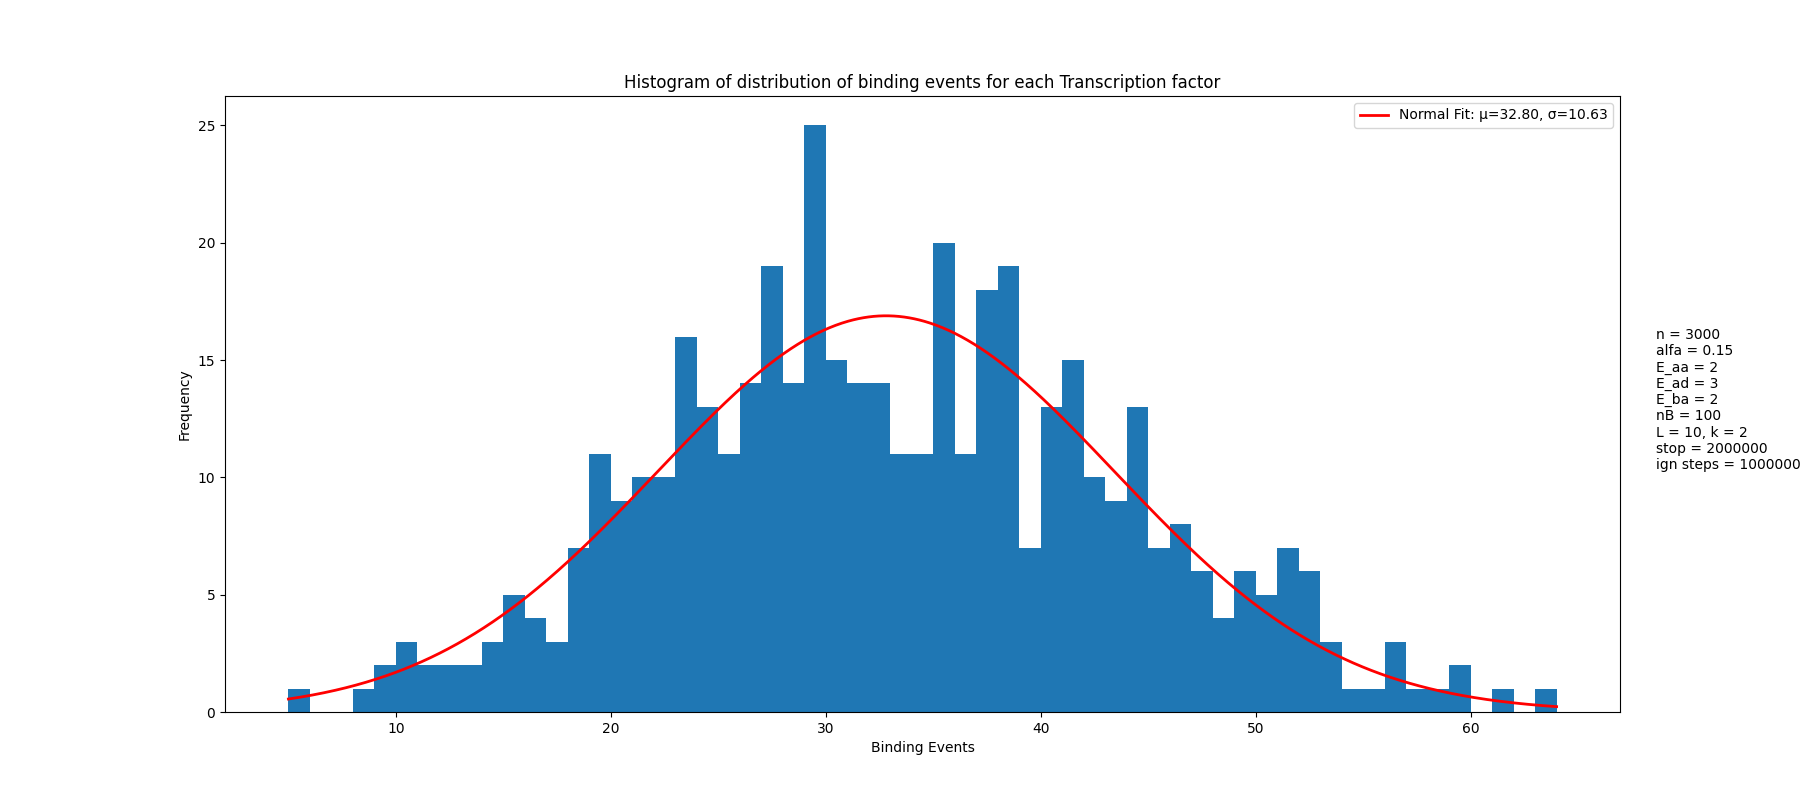 Histogram of distribution of binding events for each Transcription factor
Normal Fit: μ=32.80, σ=10.63
25
20
15
10
5
0
Frequency
10
20
30
40
50
60
Binding Events
n = 3000
alfa = 0.15
E_aa = 2
E_ad = 3
E_ba = 2
nB = 100
L = 10, k = 2
stop = 2000000
ign steps = 1000000